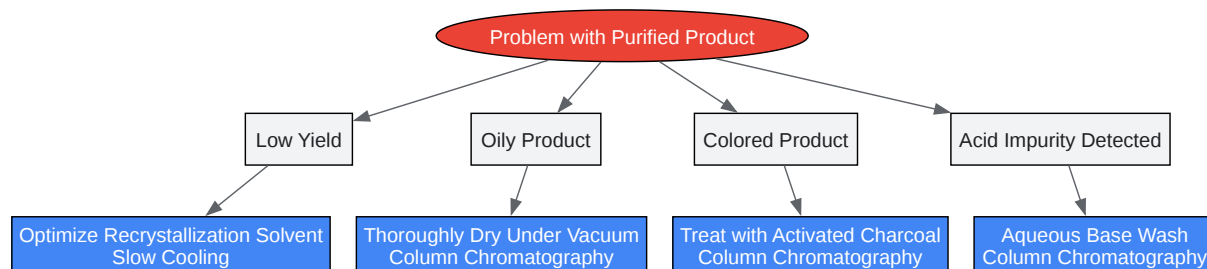 Problem with Purified Product
Low Yield
Oily Product
Colored Product
Acid Impurity Detected
Optimize Recrystallization Solvent
Slow Cooling
Thoroughly Dry Under Vacuum
Column Chromatography
Treat with Activated Charcoal
Column Chromatography
Aqueous Base Wash
Column Chromatography